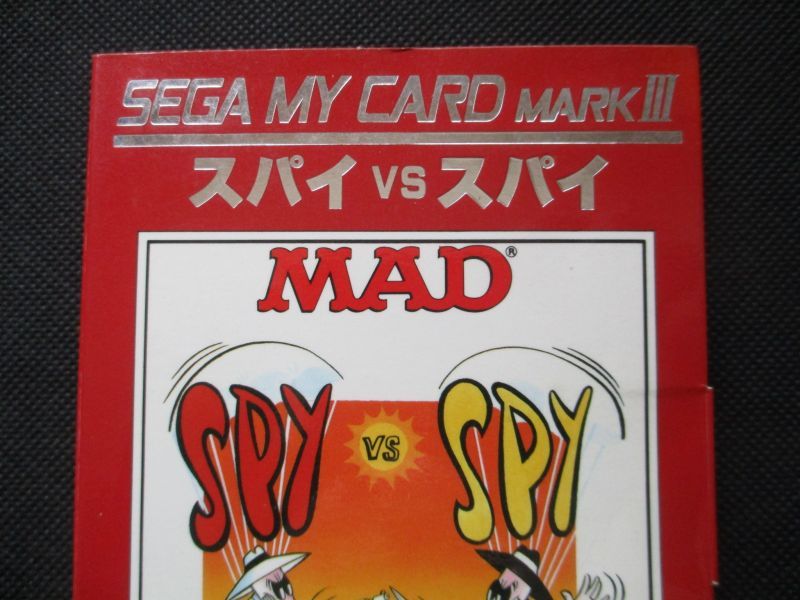 SEGA MY CARD MARK III
スパイ VS スパイ
MAD®
SPY VS SPY